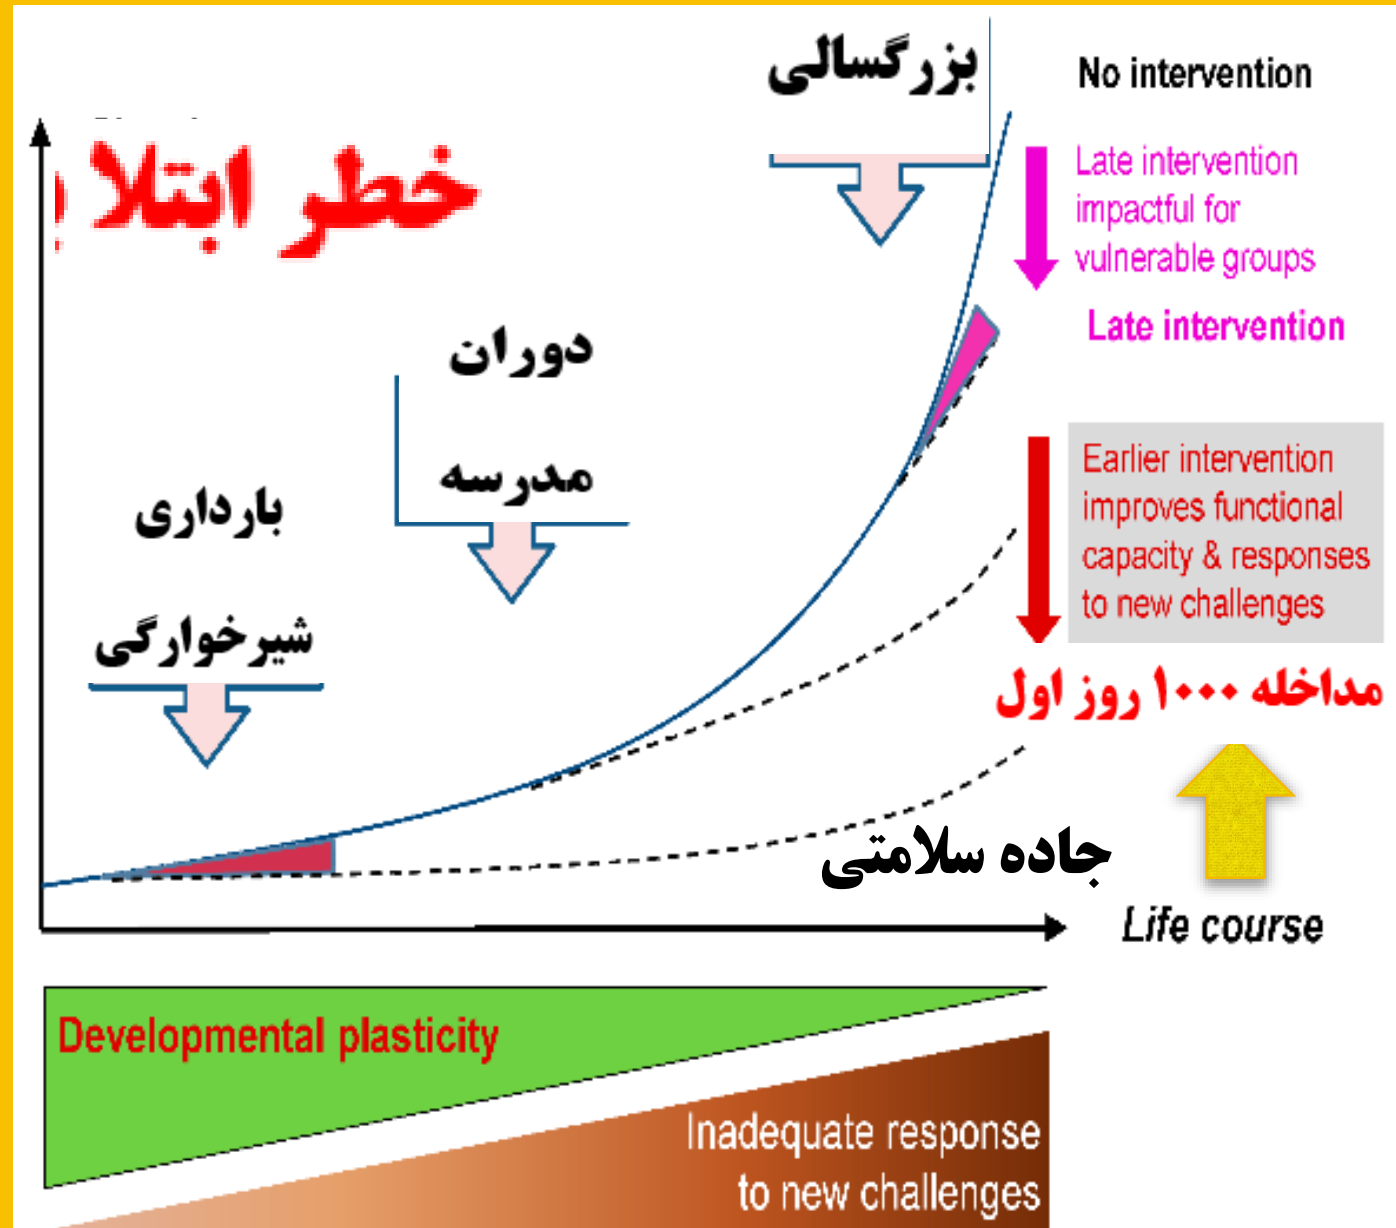 بزرگسالی
No intervention
خطر ابتلا
Late intervention
impactful for
vulnerable groups
Late intervention
دوران
مدرسه
بارداری
شیرخوارگی
Earlier intervention
improves functional
capacity & responses
to new challenges
مداخله ۱۰۰۰ روز اول
جاده سلامتی
Life course
Developmental plasticity
Inadequate response
to new challenges